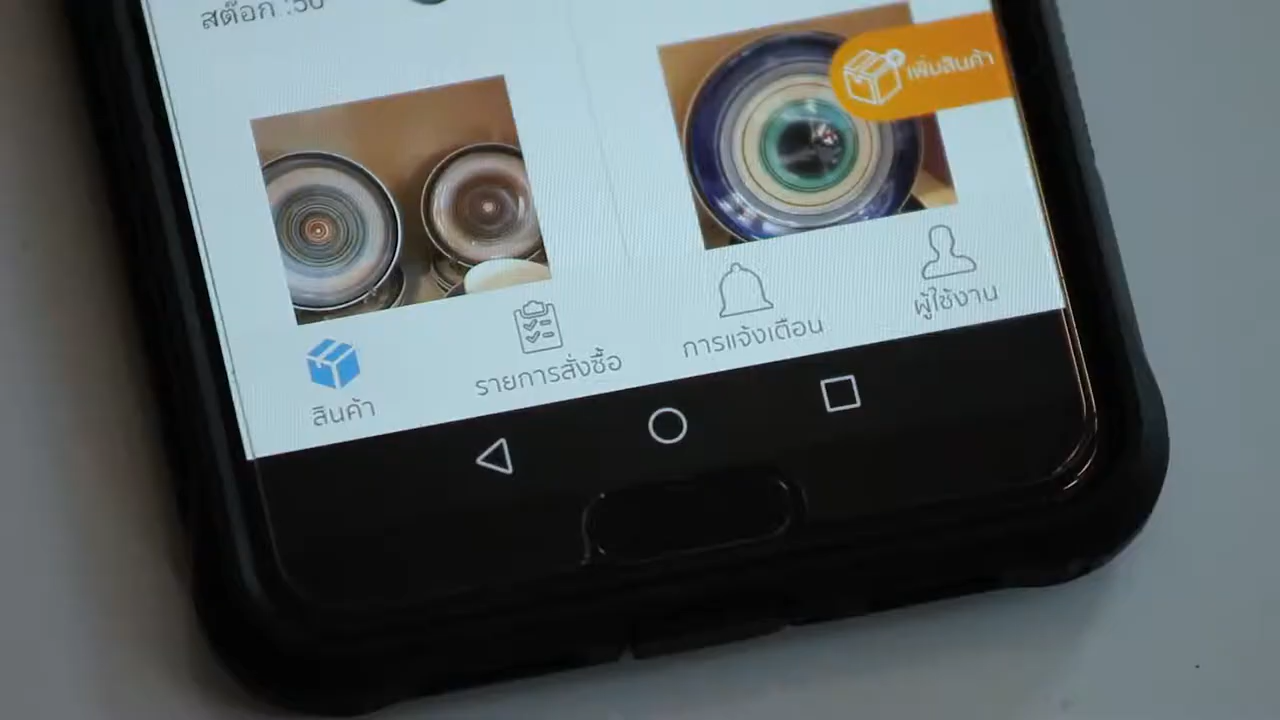 สต๊อก :50
เพิ่มสินค้า
สินค้า
รายการสั่งซื้อ
การแจ้งเตือน
ผู้ใช้งาน